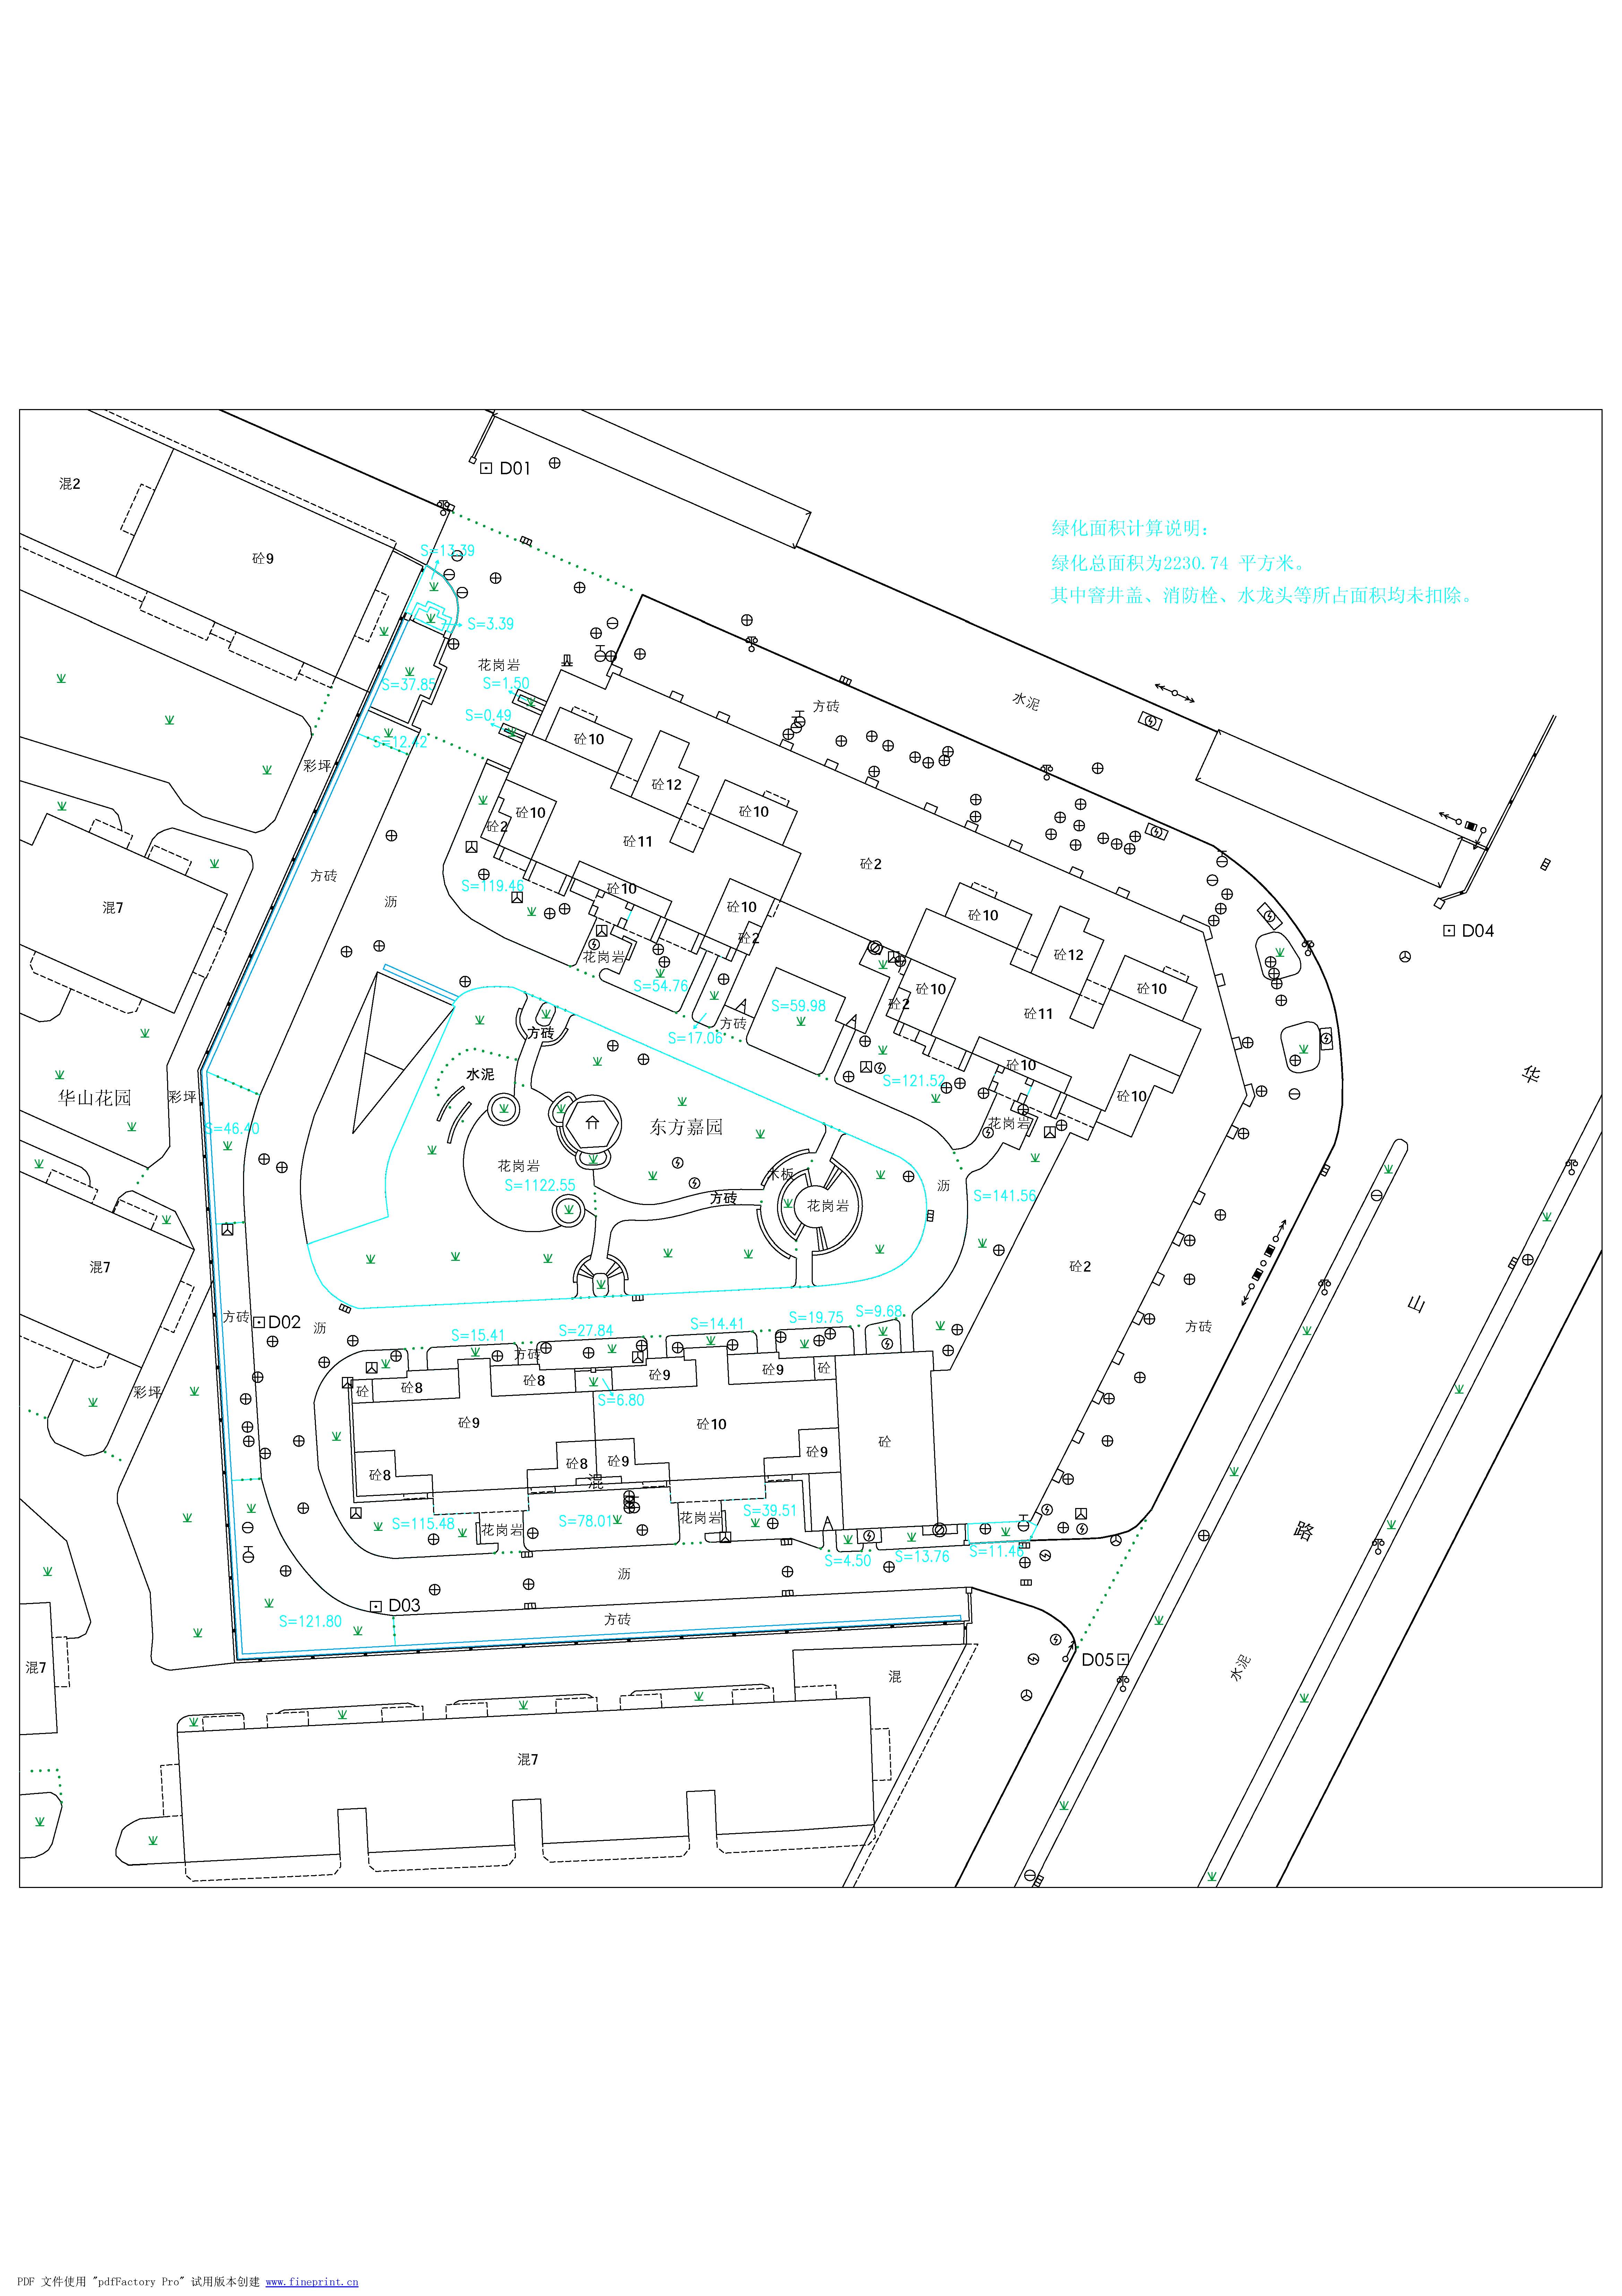 D01
混2
绿化面积计算说明:
S=13.39
砼9
绿化总面积为2230.74 平方米。
其中窨井盖、消防栓、水龙头等所占面积均未扣除。
S=3.39
花岗岩
S=37.85
S=1.50
水泥
方砖
S=0.49
S=12.42
砼10
彩坪
砼12
砼10
砼10
砼2
砼11
砼2
方砖
S=119.46
砼10
沥
混7
砼10
砼10
砼2
D04
花岗岩
砼12
S=54.76
砼10
砼10
S=59.98
砼2
砼11
方砖
方砖
S=17.06
砼10
水泥
S=121.52
华
华山花园
彩坪
砼10
东方嘉园
花岗岩
S=46.40
花岗岩
木板
S=1122.55
沥
方砖
花岗岩
S=141.56
混7
砼2
山
方砖
D02
沥
S=15.41
S=27.84
S=14.41
S=19.75
S=9.68
方砖
方砖
彩坪
砼
砼8
砼8
砼9
砼9
砼
S=6.80
砼9
砼10
砼
砼8
砼8
砼9
砼9
混
S=115.48
花岗岩
S=78.01
花岗岩
S=39.51
路
S=4.50
S=13.76
S=11.46
沥
D03
S=121.80
方砖
混7
D05
水泥
混
混7
PDF 文件使用 "pdfFactory Pro" 试用版本创建 www.fineprint.cn